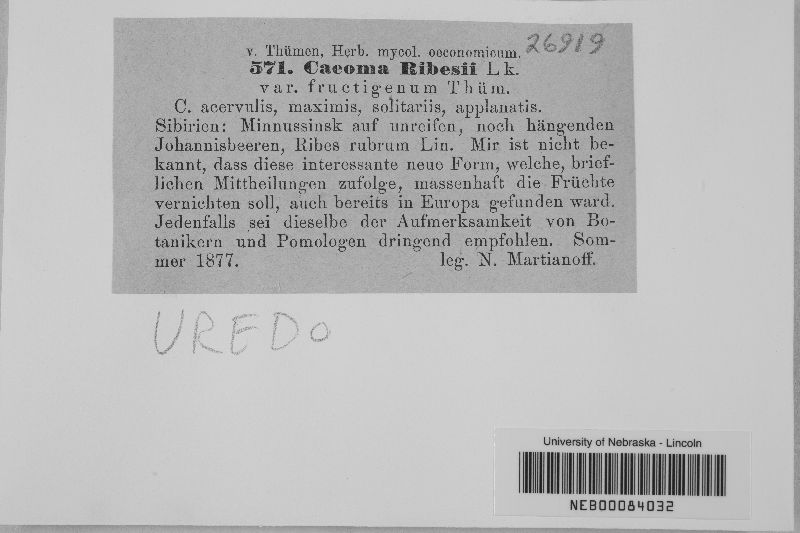 v. Thümen, Herb. mycol. oeconomicum. 26919
571. Caeoma Ribesii Lk.
var. fructigenum Thüm.
C. acervulis, maximis, solitariis, applanatis.
Sibirien: Minnussinsk auf unreifen, noch hängenden
Johannisbeeren, Ribes rubrum Lin. Mir ist nicht be-
kannt, dass diese interessante neue Form, welche, brief-
lichen Mittheilungen zufolge, massenhaft die Früchte
vernichten soll, auch bereits in Europa gefunden ward.
Jedenfalls sei dieselbe der Aufmerksamkeit von Bo-
tanikern und Pomologen dringend empfohlen. Som-
mer 1877. leg. N. Martianoff.
UREDO
University of Nebraska - Lincoln
NEB00084032